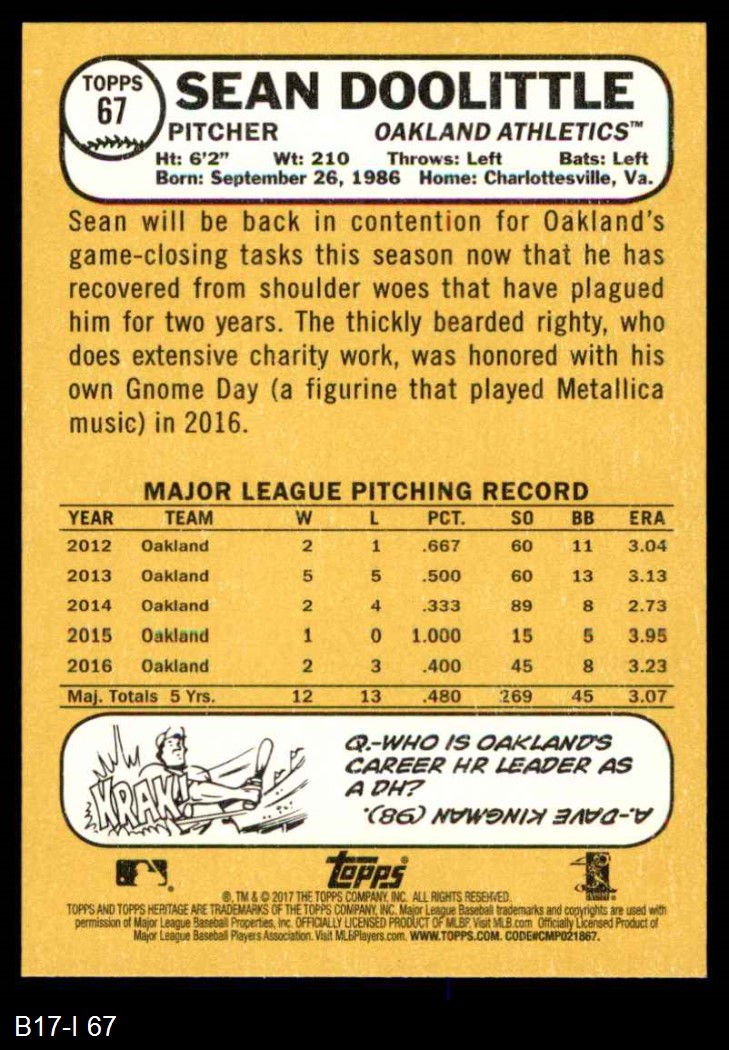 TOPPS
67
SEAN DOOLITTLE
PITCHER OAKLAND ATHLETICS™
Ht: 6'2" Wt: 210 Throws: Left Bats: Left
Born: September 26, 1986 Home: Charlottesville, Va.
Sean will be back in contention for Oakland's
game-closing tasks this season now that he has
recovered from shoulder woes that have plagued
him for two years. The thickly bearded righty, who
does extensive charity work, was honored with his
own Gnome Day (a figurine that played Metallica
music) in 2016.
MAJOR LEAGUE PITCHING RECORD
YEAR TEAM W L PCT. SO BB ERA
2012 Oakland 2 1 .667 60 11 3.04
2013 Oakland 5 5 .500 60 13 3.13
2014 Oakland 2 4 .333 89 8 2.73
2015 Oakland 1 0 1.000 15 5 3.95
2016 Oakland 2 3 .400 45 8 3.23
Maj. Totals 5 Yrs. 12 13 .480 269 45 3.07
KRAK!
Q.-WHO IS OAKLAND'S
CAREER HR LEADER AS
A DH?
A-DAVE KINGMAN (98).
topps
®, TM & © 2017 THE TOPPS COMPANY, INC. ALL RIGHTS RESERVED.
TOPPS AND TOPPS HERITAGE ARE TRADEMARKS OF THE TOPPS COMPANY, INC. Major League Baseball trademarks and copyrights are used with
permission of Major League Baseball Properties, Inc. OFFICIALLY LICENSED PRODUCT OF MLBP. Visit MLB.com Officially Licensed Product of
Major League Baseball Players Association. Visit MLBPlayers.com. WWW.TOPPS.COM. CODE#CMP021867.
B17-I 67